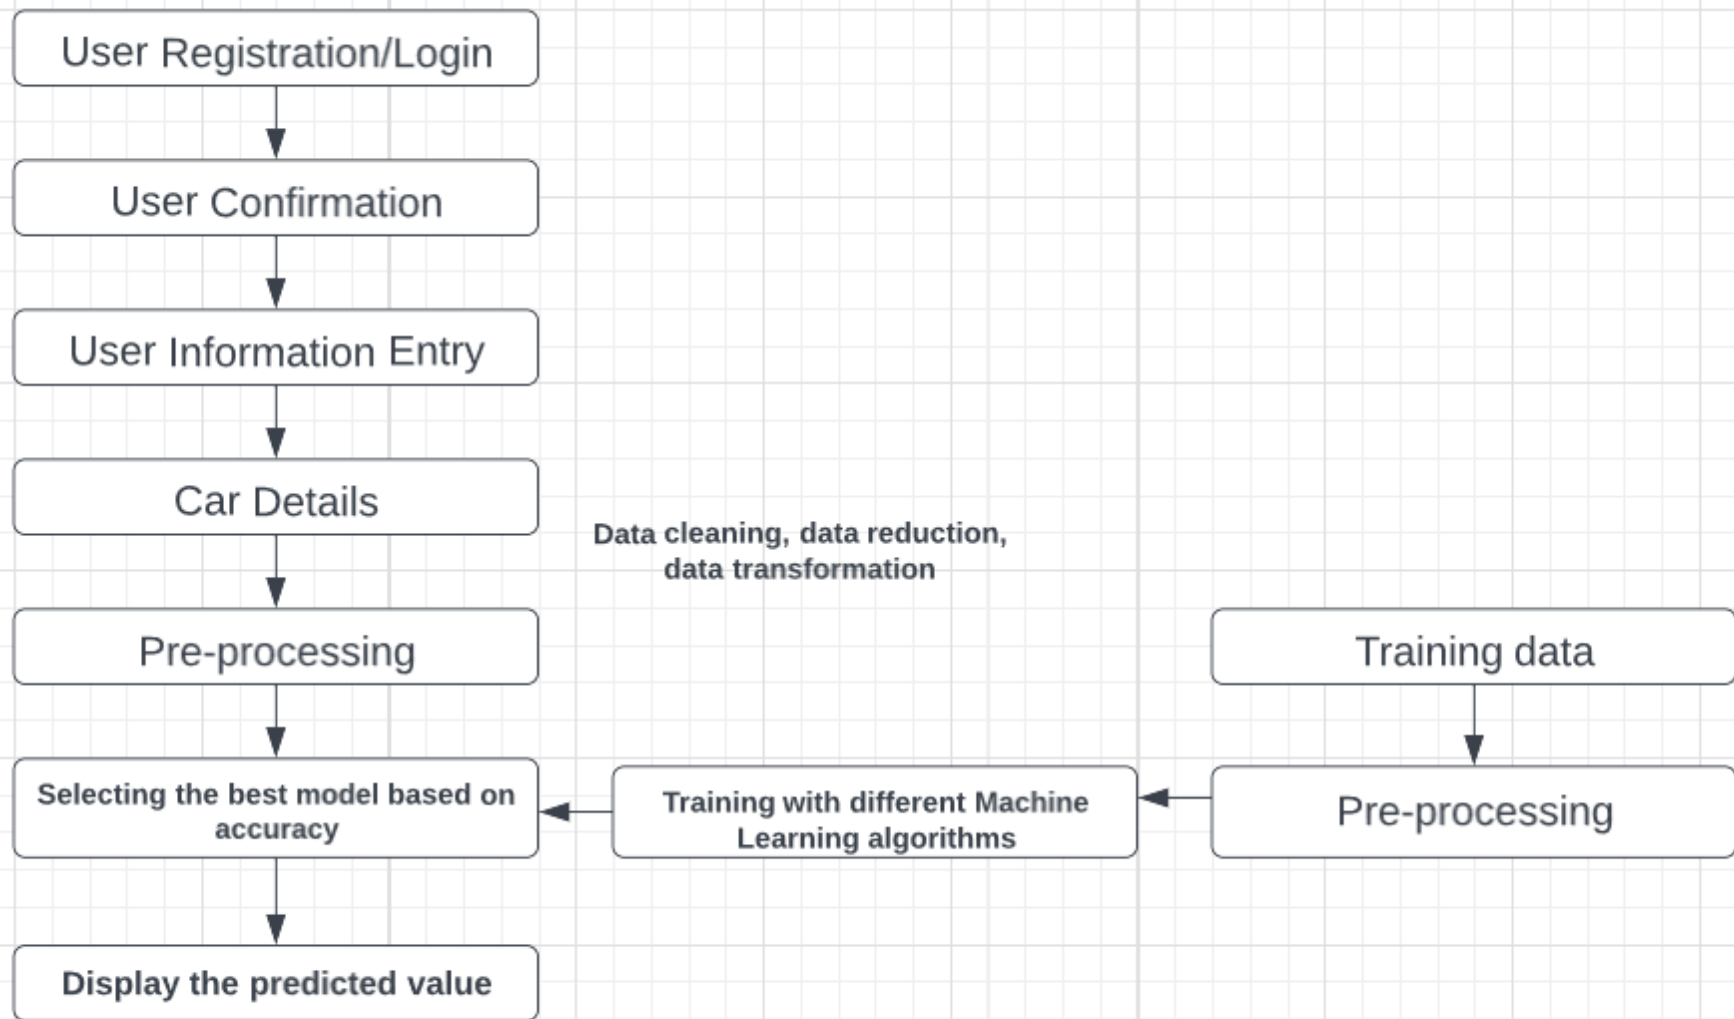 User Registration/Login
User Confirmation
User Information Entry
Car Details
Data cleaning, data reduction,
data transformation
Pre-processing
Training data
Selecting the best model based on
accuracy
Training with different Machine
Learning algorithms
Pre-processing
Display the predicted value